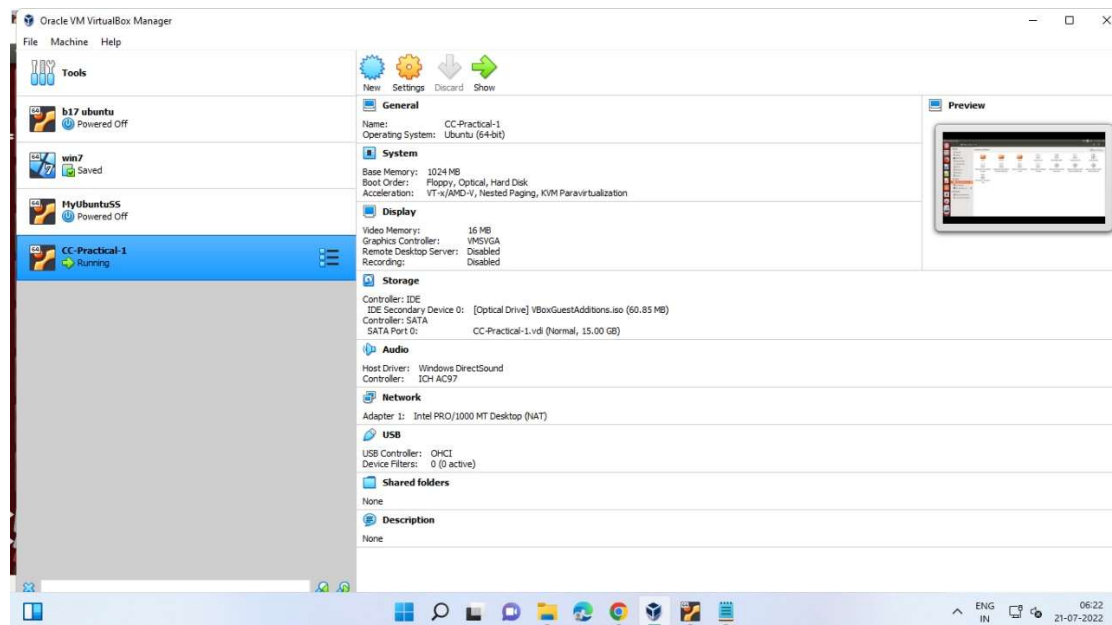 Oracle VM VirtualBox Manager
File Machine Help
Tools
New Settings Discard Show
64 b17 ubuntu
Powered Off
64 win7
Saved
64 MyUbuntuSS
Powered Off
64 CC-Practical-1
Running
General
Name: CC-Practical-1
Operating System: Ubuntu (64-bit)
System
Base Memory: 1024 MB
Boot Order: Floppy, Optical, Hard Disk
Acceleration: VT-x/AMD-V, Nested Paging, KVM Paravirtualization
Display
Video Memory: 16 MB
Graphics Controller: VMSVGA
Remote Desktop Server: Disabled
Recording: Disabled
Storage
Controller: IDE
IDE Secondary Device 0: [Optical Drive] VBoxGuestAdditions.iso (60.85 MB)
Controller: SATA
SATA Port 0: CC-Practical-1.vdi (Normal, 15.00 GB)
Audio
Host Driver: Windows DirectSound
Controller: ICH AC97
Network
Adapter 1: Intel PRO/1000 MT Desktop (NAT)
USB
USB Controller: OHCI
Device Filters: 0 (0 active)
Shared folders
None
Description
None
Preview
ENG
IN
06:22
21-07-2022